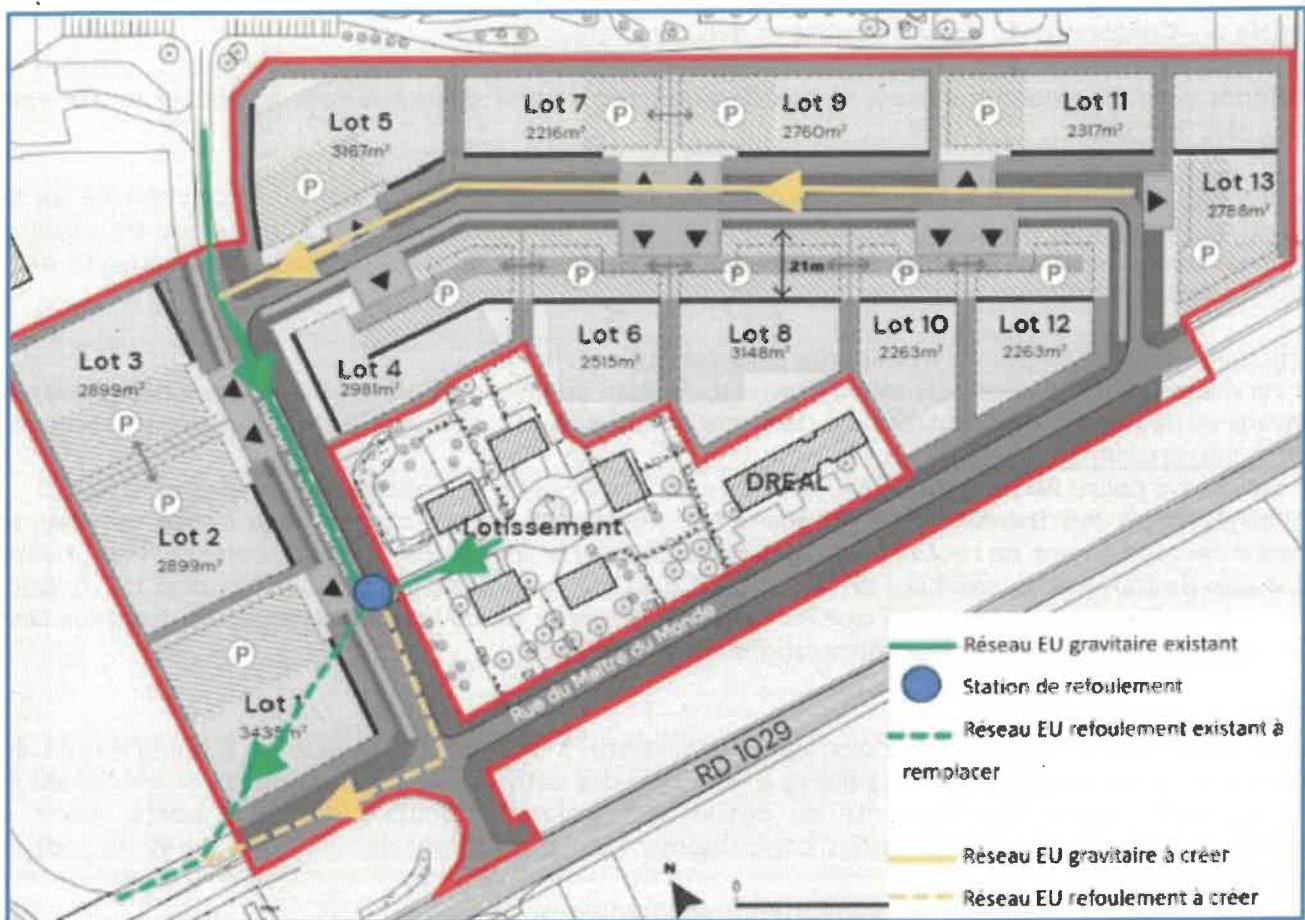 Lot 7
2216m²
Lot 9
2760m²
Lot 11
2317m²
Lot 5
3167m²
P
P
P
P
Lot 13
2788m²
P
21m
P
P
P
P
P
Lot 3
2899m²
P
Lot 4
2981m²
Lot 6
2515m²
Lot 8
3148m²
Lot 10
2263m²
Lot 12
2263m²
P
Lot 2
2899m²
DREAL
Lotissement
P
Lot 1
Rue du Maître du Monde
RD 1029
Réseau EU gravitaire existant
Station de refoulement
Réseau EU refoulement existant à
remplacer
Réseau EU gravitaire à créer
Réseau EU refoulement à créer
N
0